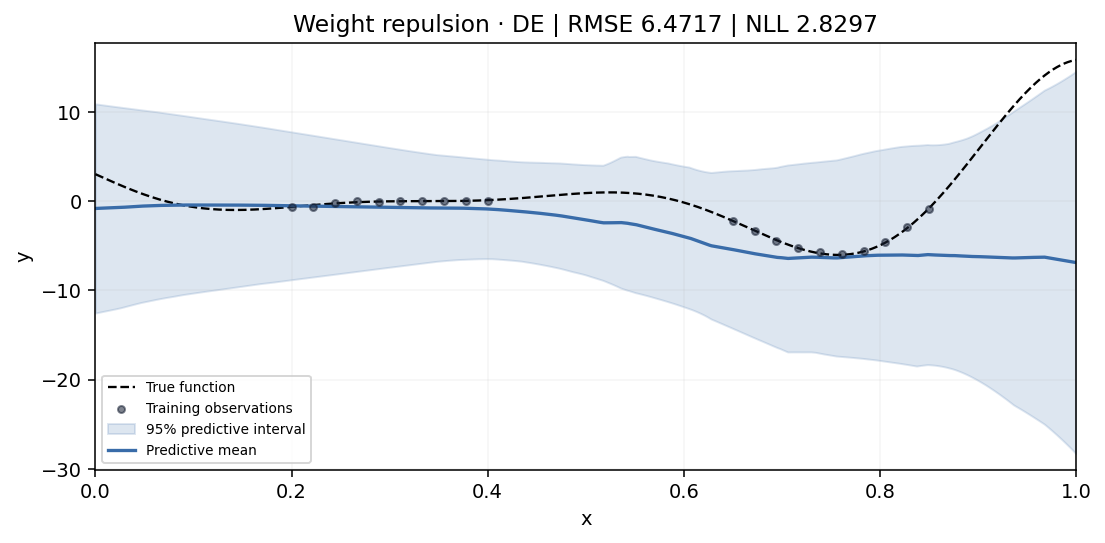 Weight repulsion · DE | RMSE 6.4717 | NLL 2.8297
y
10
0
−10
−20
−30
True function
Training observations
95% predictive interval
Predictive mean
0.0 0.2 0.4 0.6 0.8 1.0
x